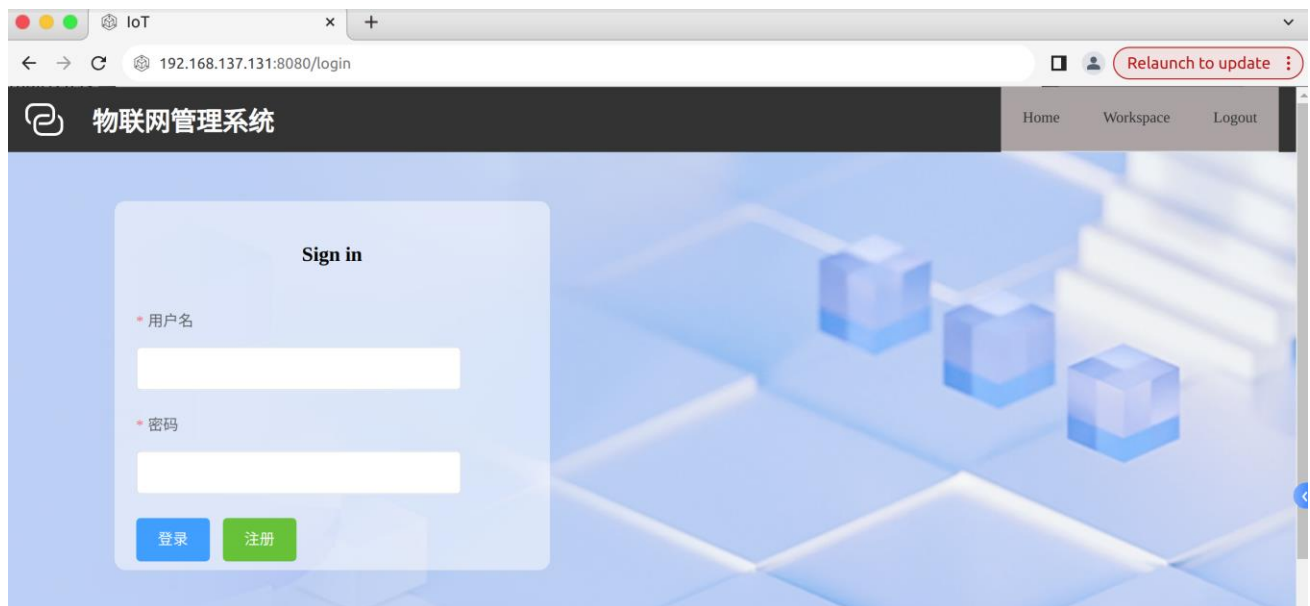 IoT
192.168.137.131:8080/login
Relaunch to update
物联网管理系统
Home Workspace Logout
Sign in
* 用户名
* 密码
登录 注册